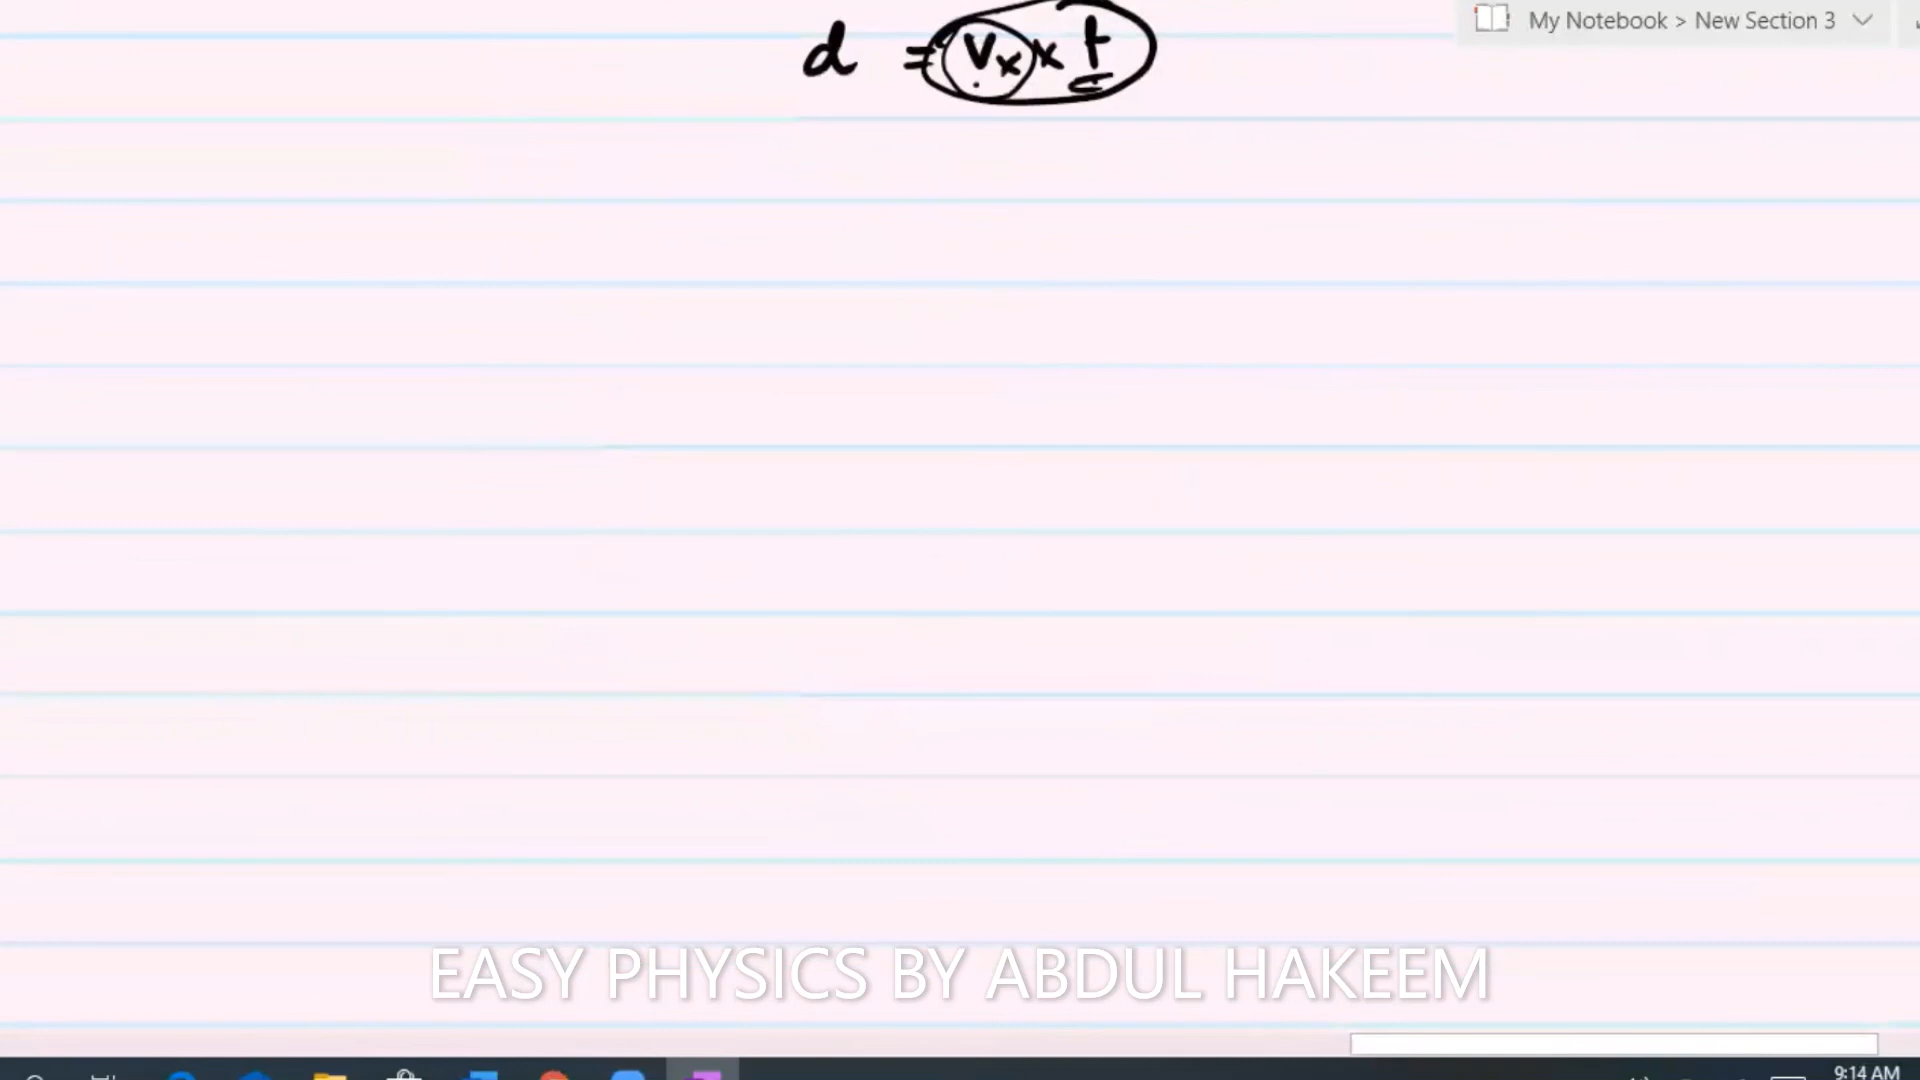 My Notebook > New Section 3
d = Vx x t
EASY PHYSICS BY ABDUL HAKEEM
9:14 AM